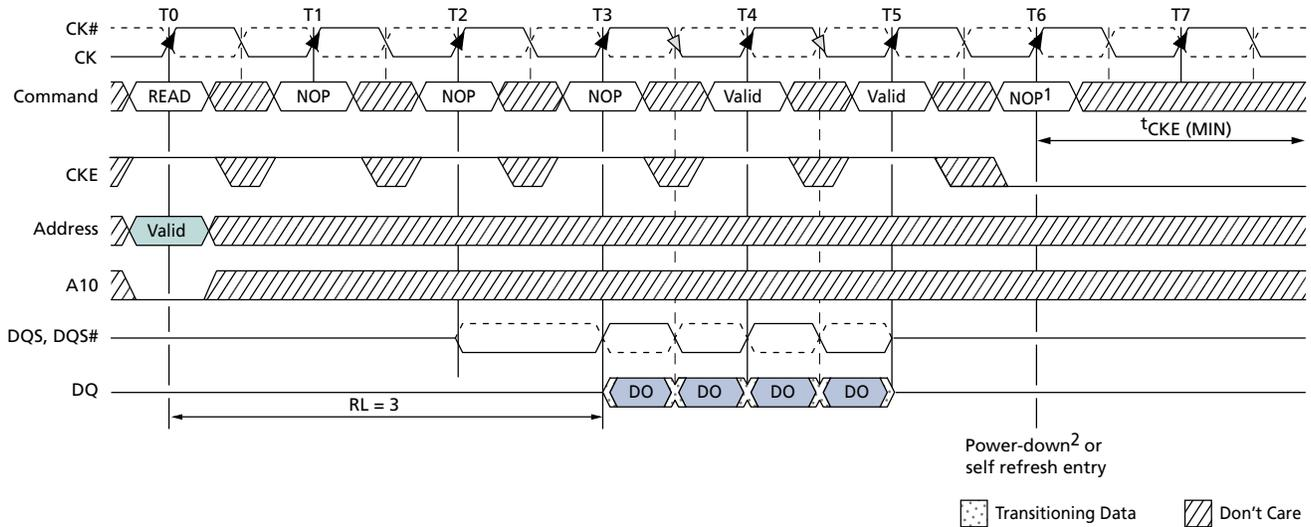 T0 T1 T2 T3 T4 T5 T6 T7
CK#
CK
Command READ NOP NOP NOP Valid Valid NOP1
tCKE (MIN)
CKE
Address Valid
A10
DQS, DQS#
DQ DO DO DO DO
RL = 3
Power-down2 or
self refresh entry
Transitioning Data Don't Care